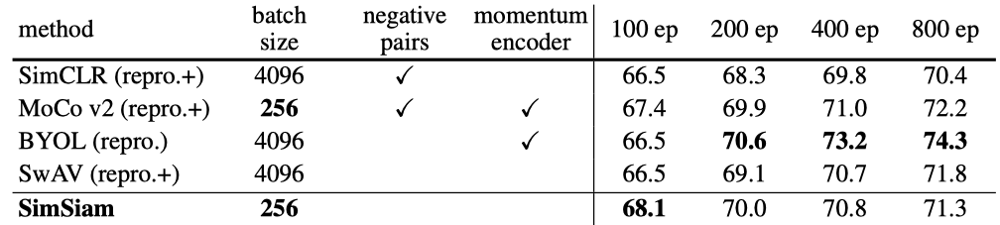 method batch size negative pairs momentum encoder 100 ep 200 ep 400 ep 800 ep
SimCLR (repro.+) 4096 ✓ 66.5 68.3 69.8 70.4
MoCo v2 (repro.+) 256 ✓ ✓ 67.4 69.9 71.0 72.2
BYOL (repro.) 4096 ✓ 66.5 70.6 73.2 74.3
SwAV (repro.+) 4096 66.5 69.1 70.7 71.8
SimSiam 256 68.1 70.0 70.8 71.3